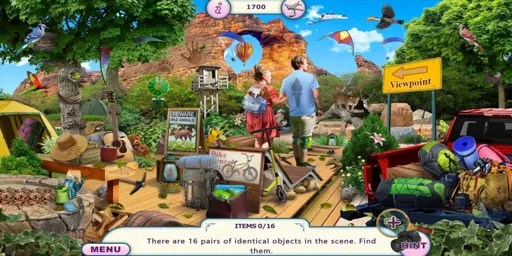 1700
Viewpoint
BEWARE
WILD ANIMALS
Bike
ITEMS 0/16
There are 16 pairs of identical objects in the scene. Find
them.
MENU
HINT